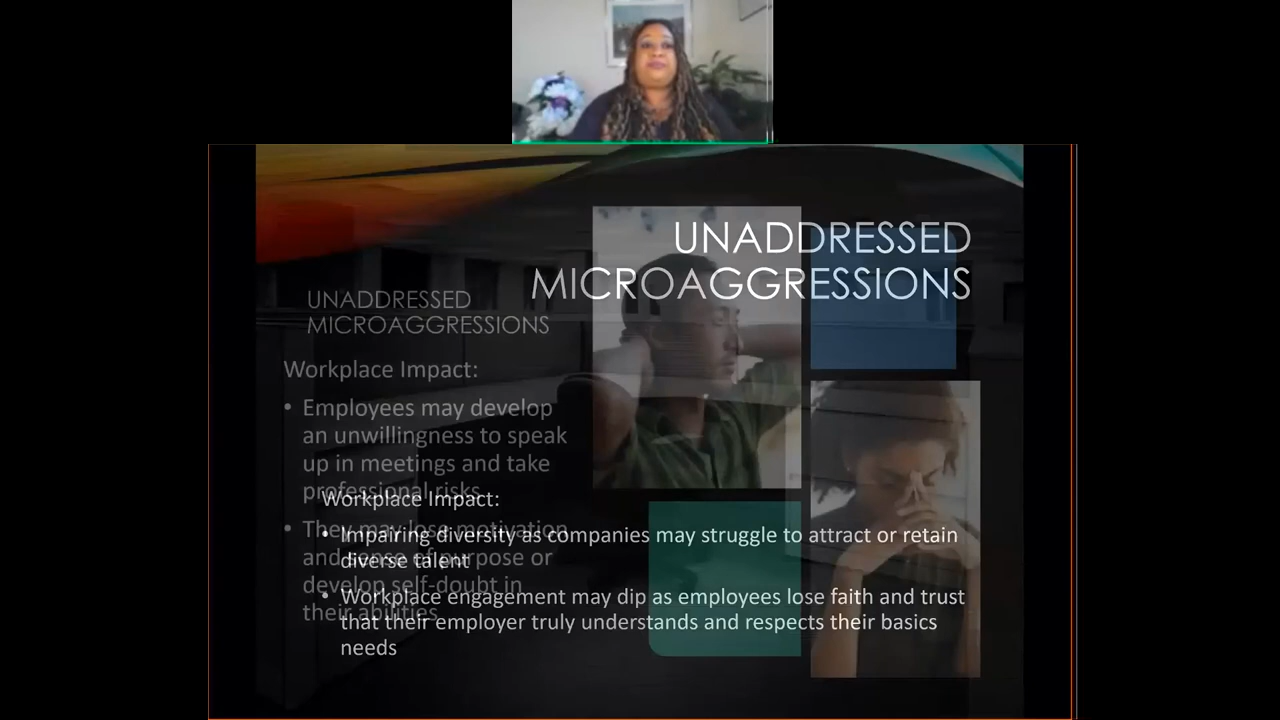 UNADDRESSED
MICROAGGRESSIONS
UNADDRESSED
MICROAGGRESSIONS
Workplace Impact:
• Employees may develop
an unwillingness to speak
up in meetings and take
professional risks
• They may lose motivation
and sense of purpose or
develop self-doubt in
their abilities
Workplace Impact:
• Impairing diversity as companies may struggle to attract or retain
diverse talent
• Workplace engagement may dip as employees lose faith and trust
that their employer truly understands and respects their basics
needs